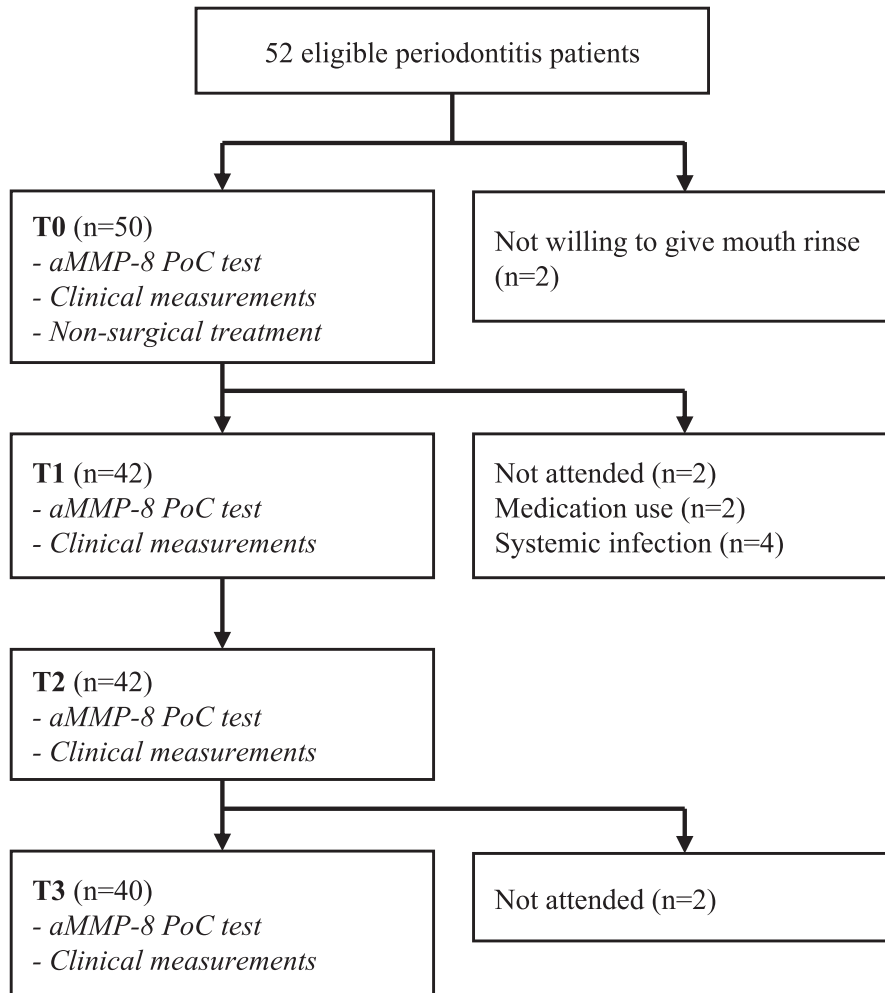 52 eligible periodontitis patients
T0 (n=50)
- aMMP-8 PoC test
- Clinical measurements
- Non-surgical treatment
Not willing to give mouth rinse
(n=2)
T1 (n=42)
- aMMP-8 PoC test
- Clinical measurements
Not attended (n=2)
Medication use (n=2)
Systemic infection (n=4)
T2 (n=42)
- aMMP-8 PoC test
- Clinical measurements
T3 (n=40)
- aMMP-8 PoC test
- Clinical measurements
Not attended (n=2)